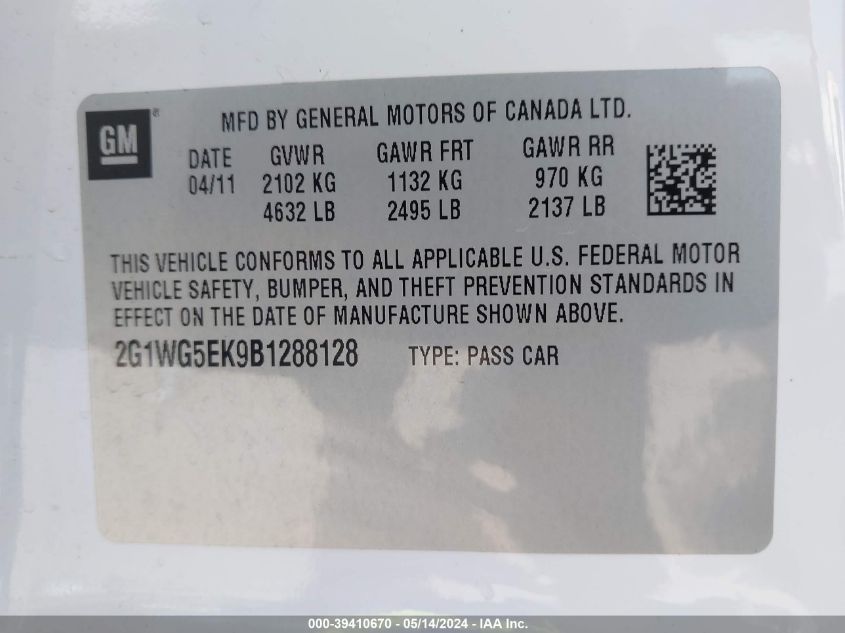 GM ®
MFD BY GENERAL MOTORS OF CANADA LTD.
DATE GVWR GAWR FRT GAWR RR
04/11 2102 KG 1132 KG 970 KG
4632 LB 2495 LB 2137 LB
THIS VEHICLE CONFORMS TO ALL APPLICABLE U.S. FEDERAL MOTOR
VEHICLE SAFETY, BUMPER, AND THEFT PREVENTION STANDARDS IN
EFFECT ON THE DATE OF MANUFACTURE SHOWN ABOVE.
2G1WG5EK9B1288128 TYPE: PASS CAR
000-39410670 - 05/14/2024 - IAA Inc.